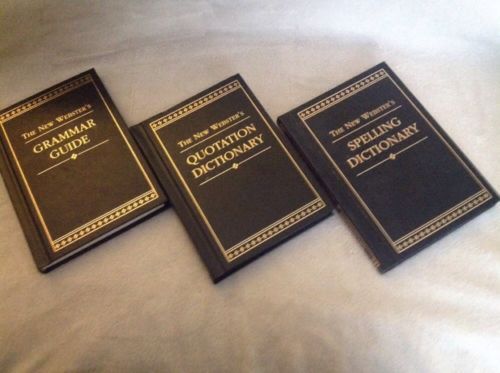 THE NEW WEBSTER'S
GRAMMAR
GUIDE
THE NEW WEBSTER'S
QUOTATION
DICTIONARY
THE NEW WEBSTER'S
SPELLING
DICTIONARY